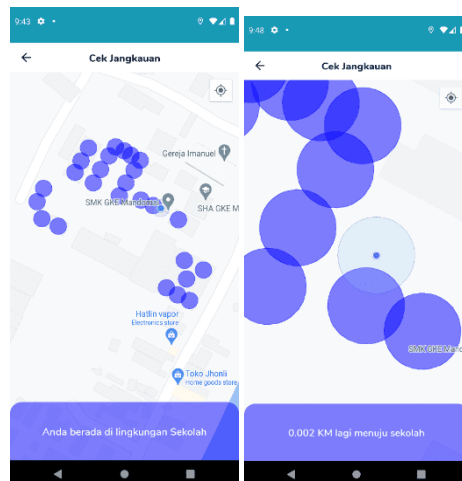 9:43
Cek Jangkauan
Gereja Imanuel
SMK GKE Mandomai
SHA GKE M
Hatlin vapor
Electronics store
Toko Jhonli
Home goods store
Anda berada di lingkungan Sekolah
9:48
Cek Jangkauan
SMK GKE
0.002 KM lagi menuju sekolah